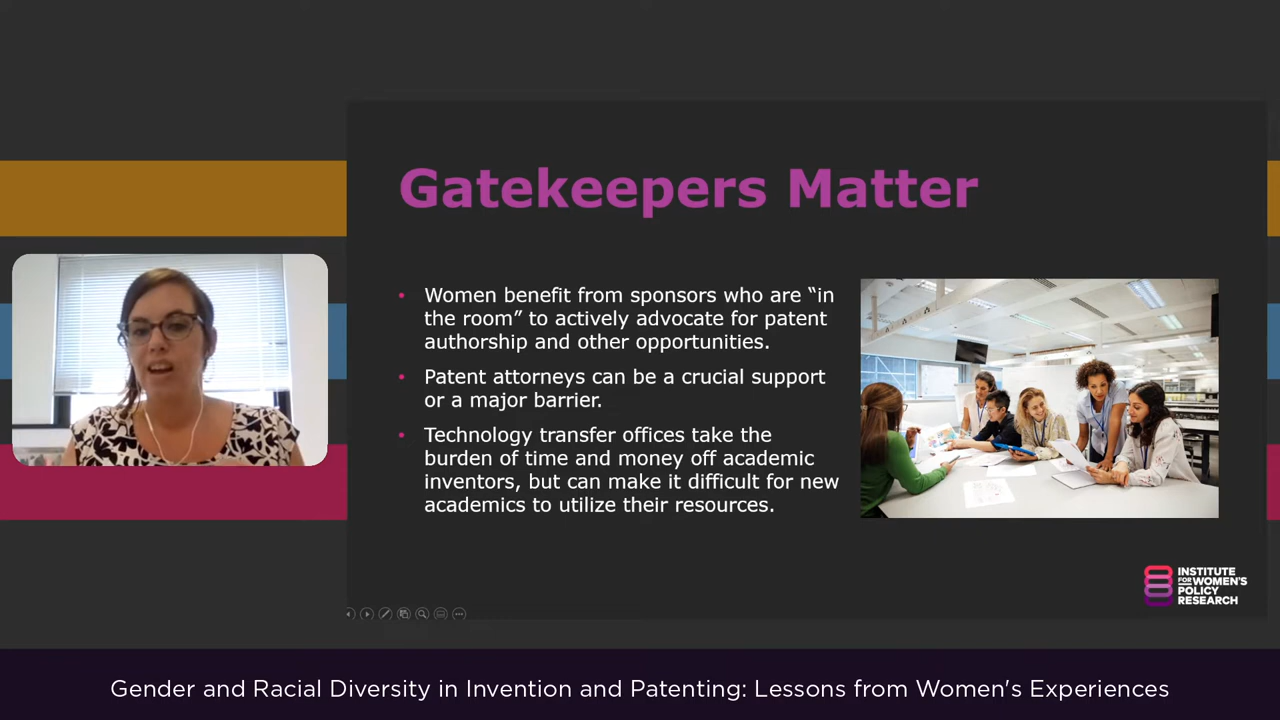 Gatekeepers Matter
• Women benefit from sponsors who are “in
the room” to actively advocate for patent
authorship and other opportunities.
• Patent attorneys can be a crucial support
or a major barrier.
• Technology transfer offices take the
burden of time and money off academic
inventors, but can make it difficult for new
academics to utilize their resources.
INSTITUTE
FOR WOMEN'S
POLICY
RESEARCH
Gender and Racial Diversity in Invention and Patenting: Lessons from Women's Experiences